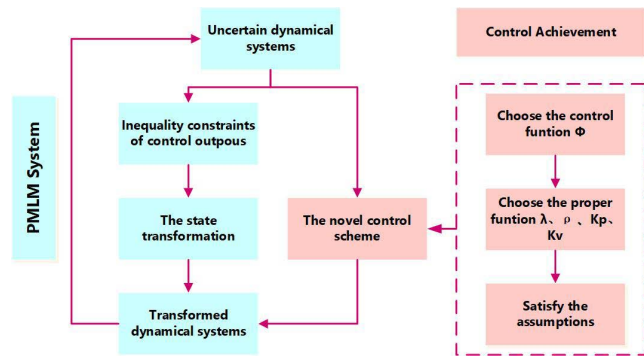 Uncertain dynamical
systems
Control Achievement
PMLM System
Inequality constraints
of control outpous
The state
transformation
Transformed
dynamical systems
The novel control
scheme
Choose the control
funtion Φ
Choose the proper
funtion λ、ρ 、Kp、
Kv
Satisfy the
assumptions